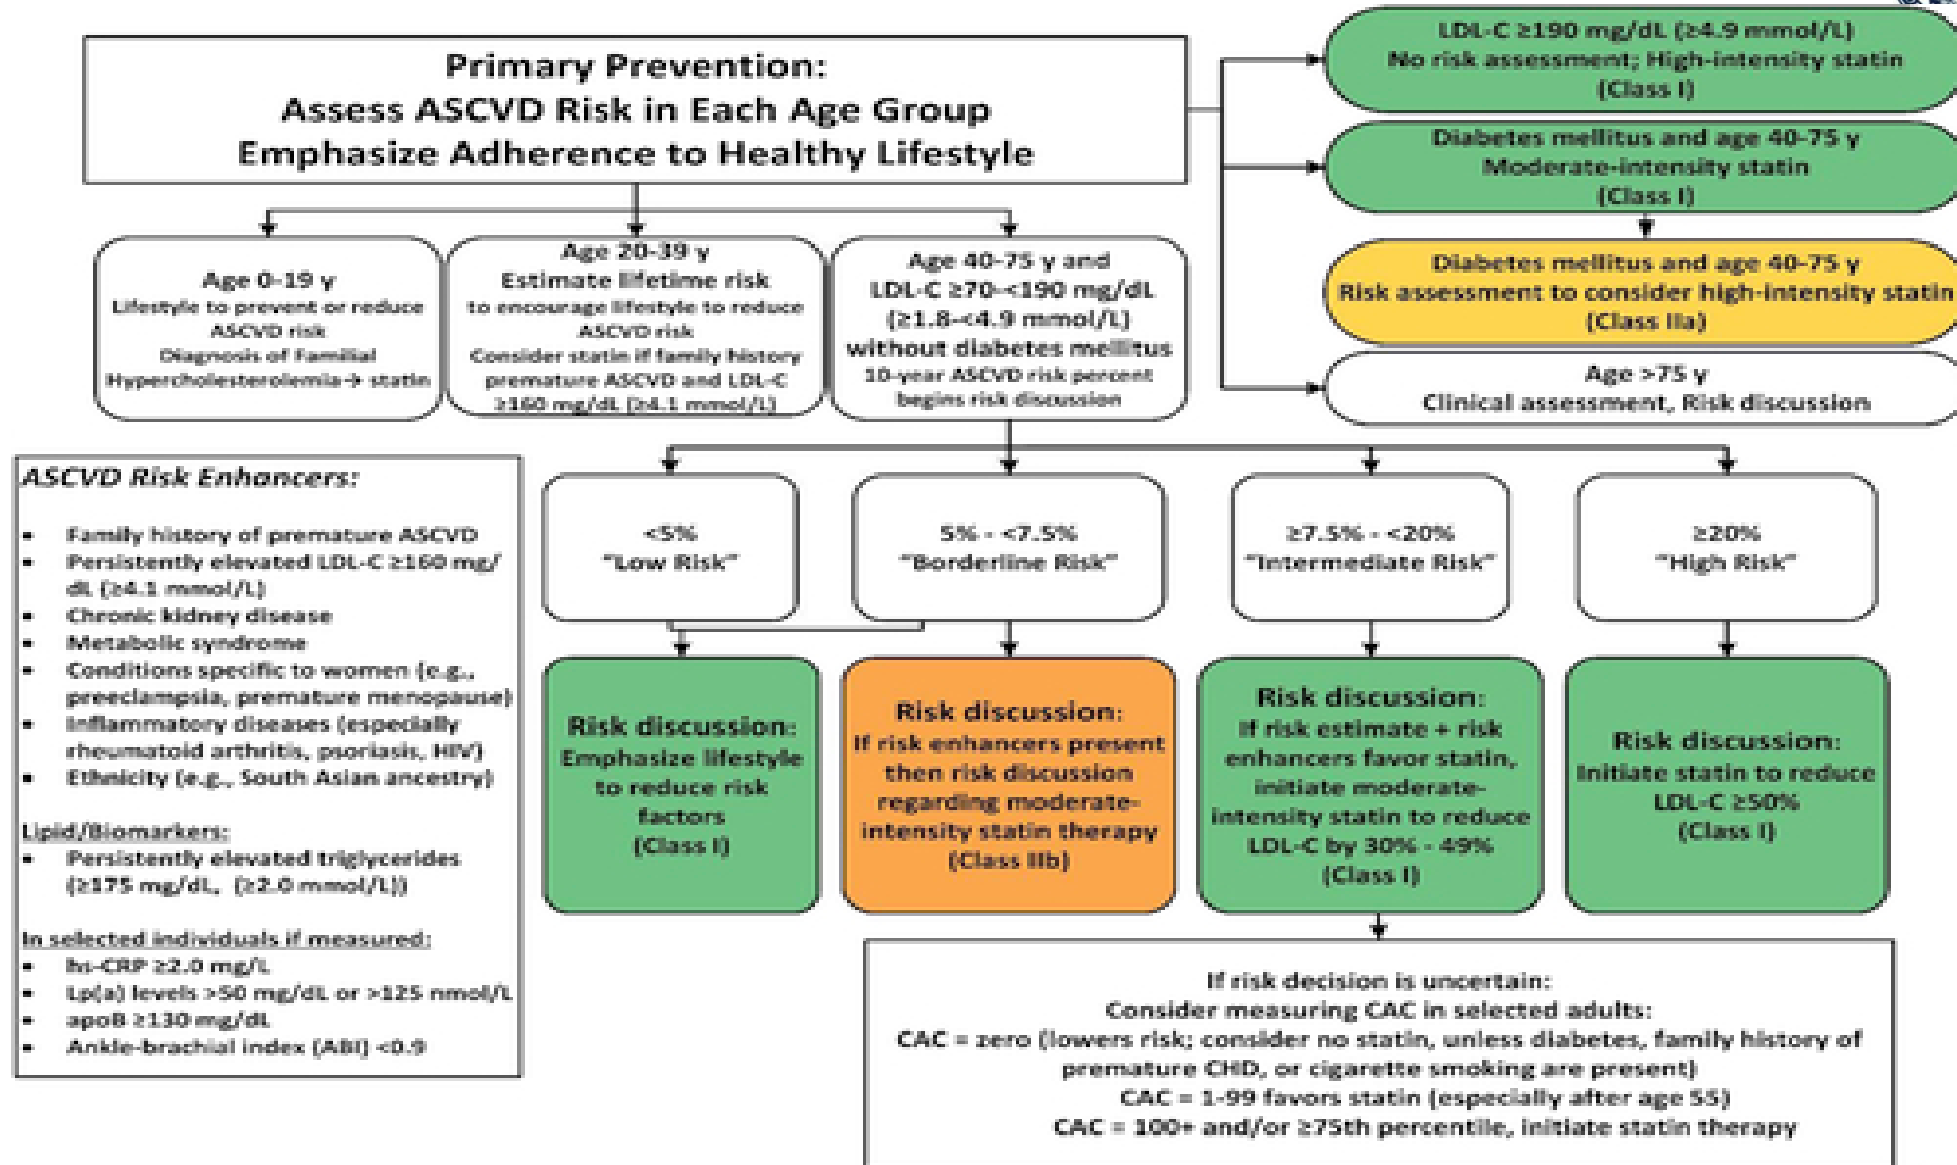 Primary Prevention:
Assess ASCVD Risk in Each Age Group
Emphasize Adherence to Healthy Lifestyle
LDL-C ≥190 mg/dL (≥4.9 mmol/L)
No risk assessment; High-intensity statin
(Class I)
Diabetes mellitus and age 40-75 y
Moderate-intensity statin
(Class I)
Diabetes mellitus and age 40-75 y
Risk assessment to consider high-intensity statin
(Class IIa)
Age >75 y
Clinical assessment, Risk discussion
Age 0-19 y
Lifestyle to prevent or reduce
ASCVD risk
Diagnosis of Familial
Hypercholesterolemia→ statin
Age 20-39 y
Estimate lifetime risk
to encourage lifestyle to reduce
ASCVD risk
Consider statin if family history
premature ASCVD and LDL-C
≥160 mg/dL (≥4.1 mmol/L)
Age 40-75 y and
LDL-C ≥70-<190 mg/dL
(≥1.8-<4.9 mmol/L)
without diabetes mellitus
10-year ASCVD risk percent
begins risk discussion
ASCVD Risk Enhancers:
• Family history of premature ASCVD
• Persistently elevated LDL-C ≥160 mg/
dL (≥4.1 mmol/L)
• Chronic kidney disease
• Metabolic syndrome
• Conditions specific to women (e.g.,
preeclampsia, premature menopause)
• Inflammatory diseases (especially
rheumatoid arthritis, psoriasis, HIV)
• Ethnicity (e.g., South Asian ancestry)
Lipid/Biomarkers:
• Persistently elevated triglycerides
(≥175 mg/dL, (≥2.0 mmol/L))
In selected individuals if measured:
• hs-CRP ≥2.0 mg/L
• Lp(a) levels >50 mg/dL or >125 nmol/L
• apoB ≥130 mg/dL
• Ankle-brachial index (ABI) <0.9
<5%
"Low Risk"
5% - <7.5%
"Borderline Risk"
≥7.5% - <20%
"Intermediate Risk"
≥20%
"High Risk"
Risk discussion:
Emphasize lifestyle
to reduce risk
factors
(Class I)
Risk discussion:
If risk enhancers present
then risk discussion
regarding moderate-
intensity statin therapy
(Class IIb)
Risk discussion:
If risk estimate + risk
enhancers favor statin,
initiate moderate-
intensity statin to reduce
LDL-C by 30% - 49%
(Class I)
Risk discussion:
Initiate statin to reduce
LDL-C ≥50%
(Class I)
If risk decision is uncertain:
Consider measuring CAC in selected adults:
CAC = zero (lowers risk; consider no statin, unless diabetes, family history of
premature CHD, or cigarette smoking are present)
CAC = 1-99 favors statin (especially after age 55)
CAC = 100+ and/or ≥75th percentile, initiate statin therapy